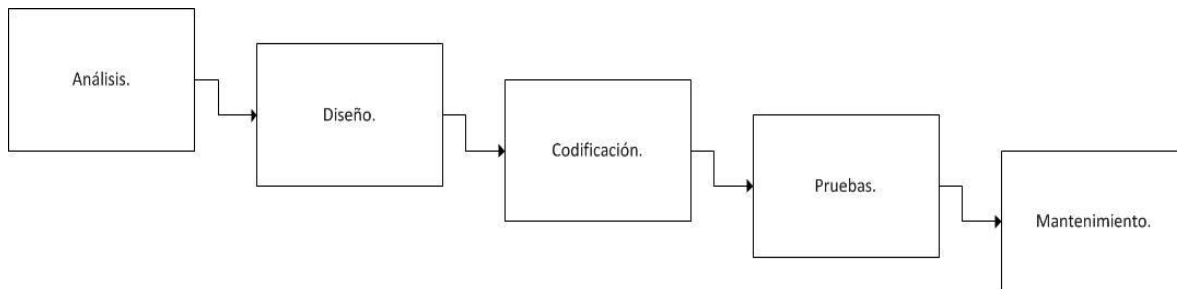 Análisis.
Diseño.
Codificación.
Pruebas.
Mantenimiento.